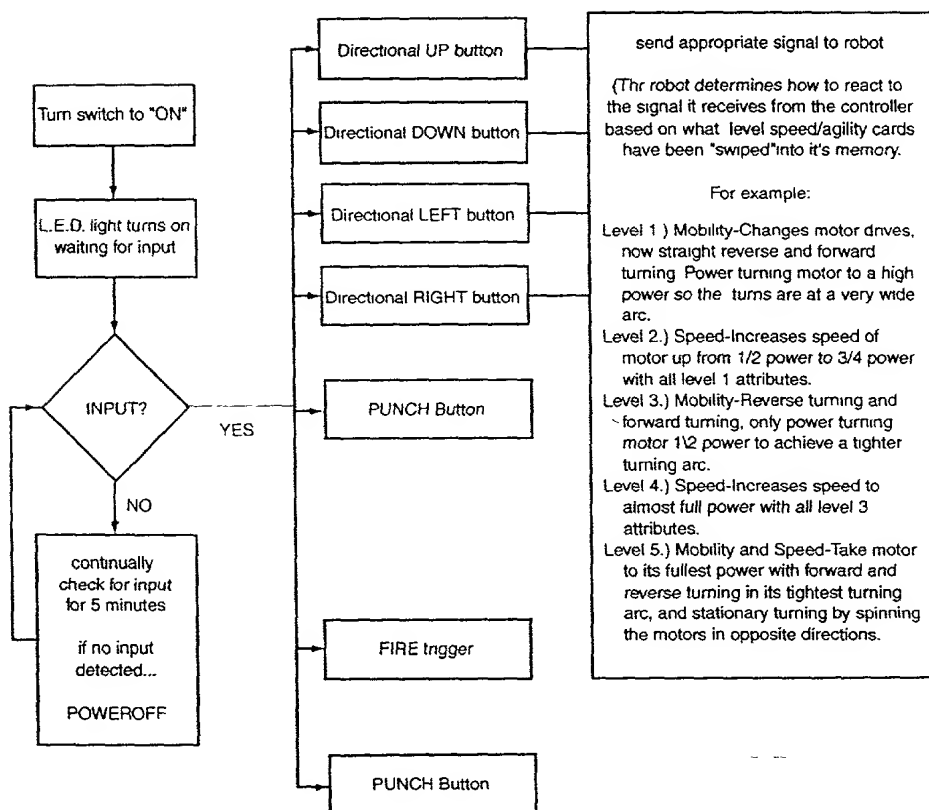 Turn switch to "ON"
L.E.D. light turns on
waiting for input
INPUT?
YES
NO
continually
check for input
for 5 minutes
if no input
detected...
POWEROFF
Directional UP button
Directional DOWN button
Directional LEFT button
Directional RIGHT button
PUNCH Button
FIRE trigger
PUNCH Button
send appropriate signal to robot
(Thr robot determines how to react to
the signal it receives from the controller
based on what level speed/agility cards
have been "swiped"into it's memory.
For example:
Level 1 ) Mobility-Changes motor drives,
now straight reverse and forward
turning Power turning motor to a high
power so the turns are at a very wide
arc.
Level 2.) Speed-Increases speed of
motor up from 1/2 power to 3/4 power
with all level 1 attributes.
Level 3.) Mobility-Reverse turning and
forward turning, only power turning
motor 1\2 power to achieve a tighter
turning arc.
Level 4.) Speed-Increases speed to
almost full power with all level 3
attributes.
Level 5.) Mobility and Speed-Take motor
to its fullest power with forward and
reverse turning in its tightest turning
arc, and stationary turning by spinning
the motors in opposite directions.